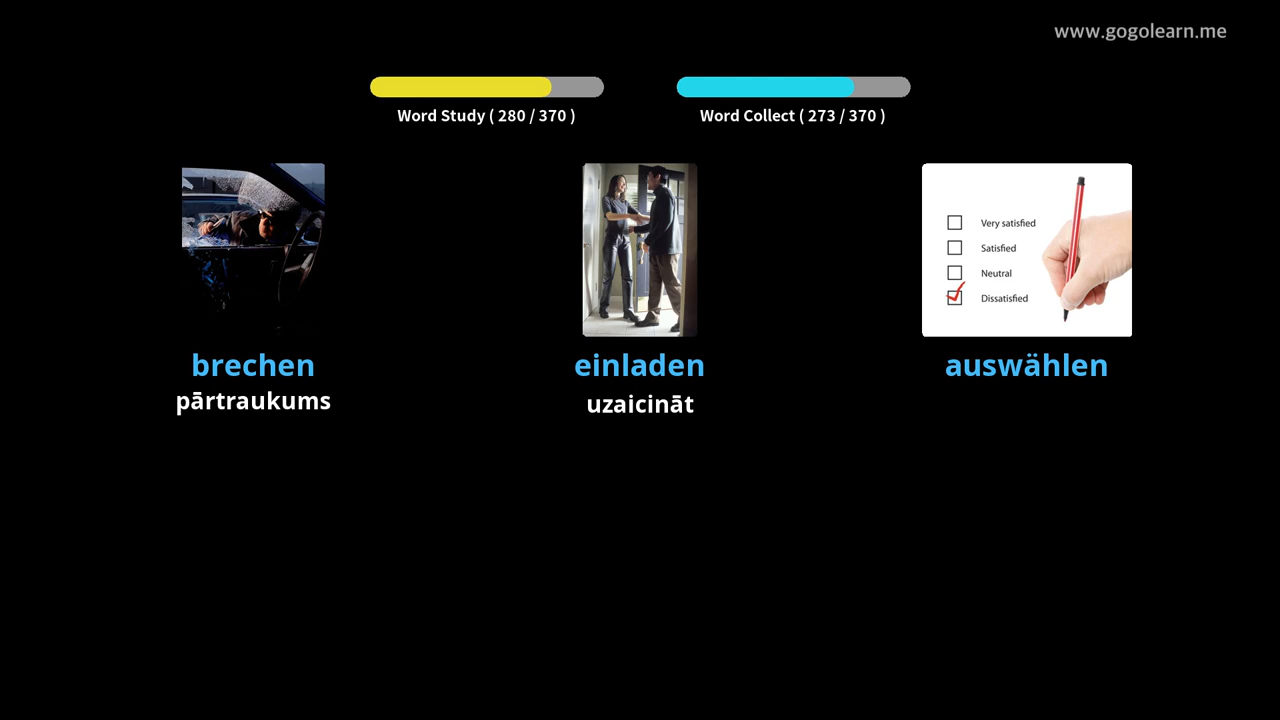 www.gogolearn.me
Word Study ( 280 / 370 )
Word Collect ( 273 / 370 )
Very satisfied
Satisfied
Neutral
Dissatisfied
brechen
einladen
auswählen
pārtraukums
uzaicināt